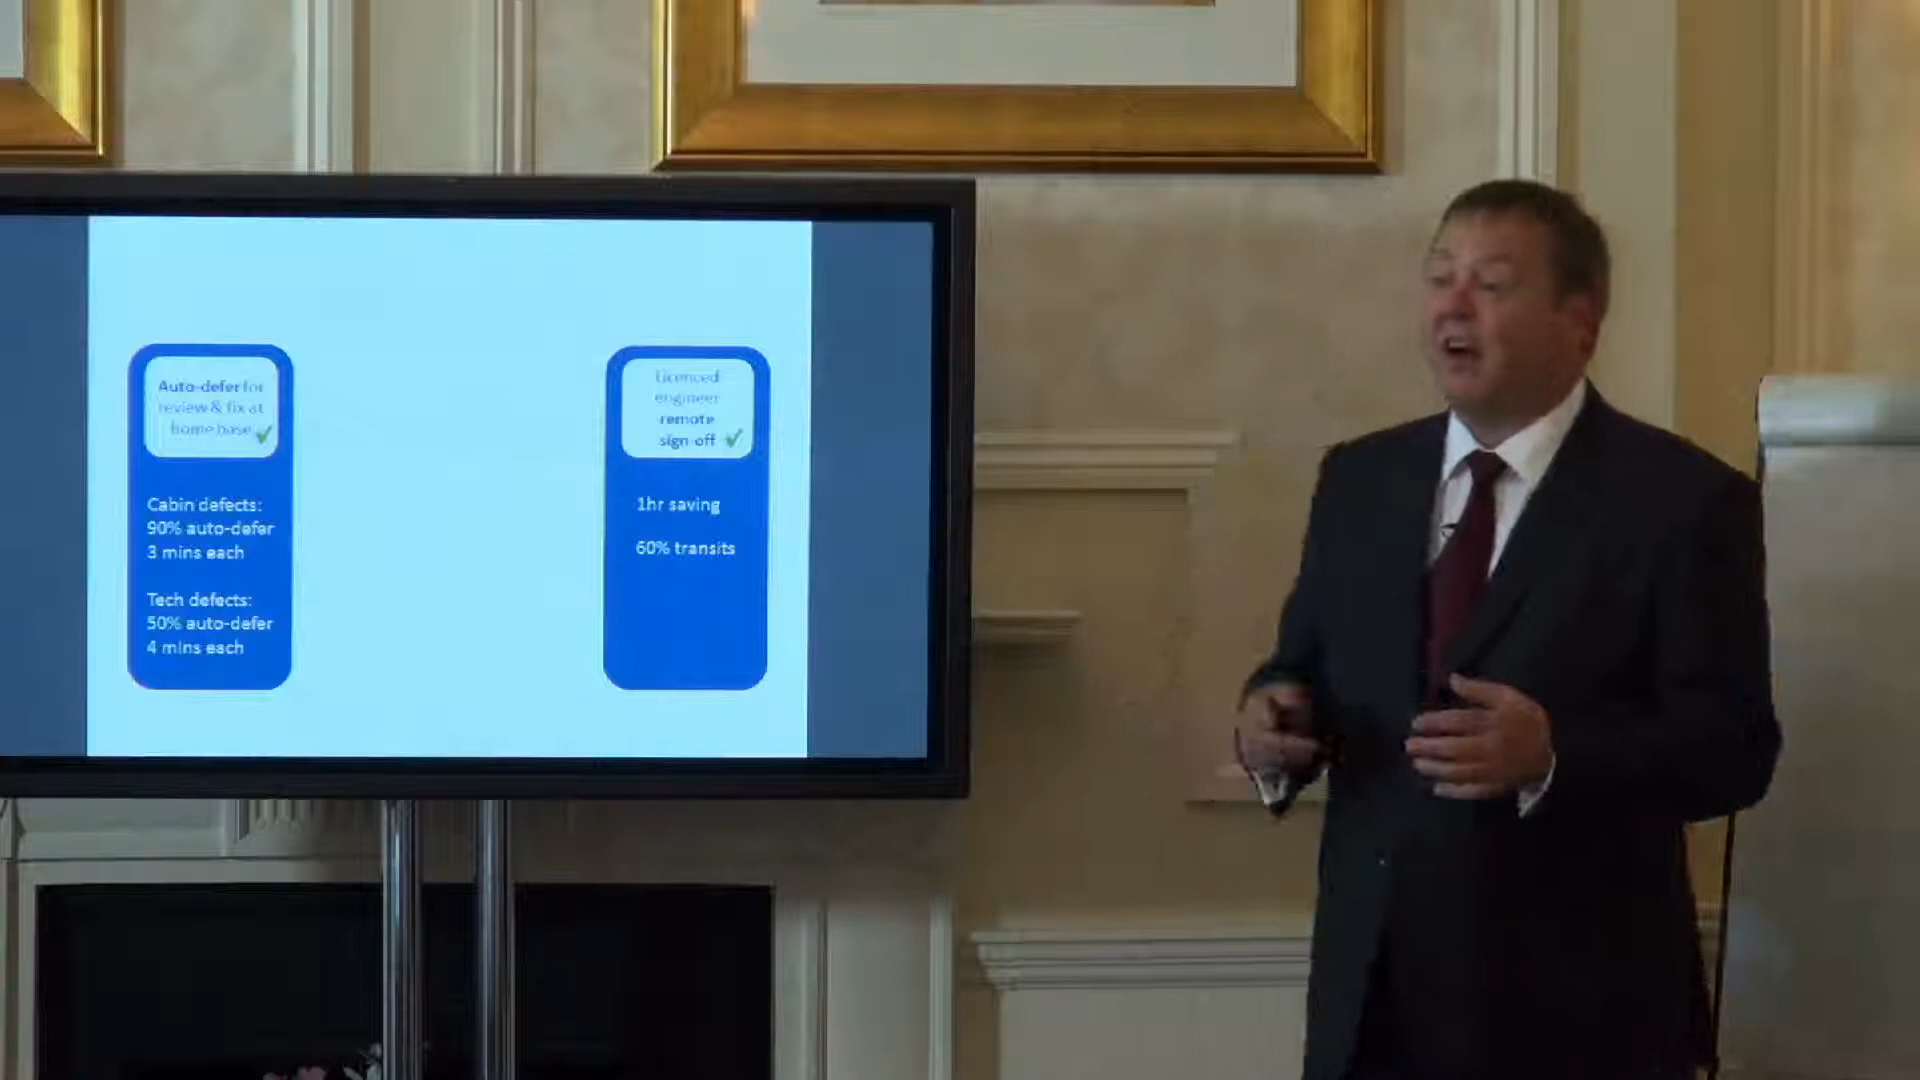 Auto-defer for
review & fix at
home base
Cabin defects:
90% auto-defer
3 mins each
Tech defects:
50% auto-defer
4 mins each
Licenced
engineer
remote
sign-off
1hr saving
60% transits